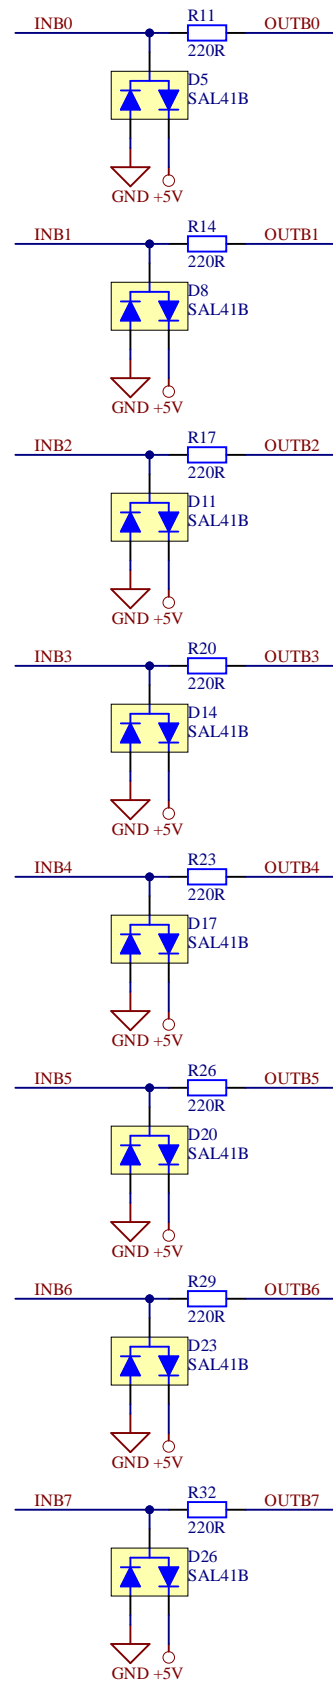 INB0 R11 OUTB0
220R
D5
SAL41B
GND +5V
INB1 R14 OUTB1
220R
D8
SAL41B
GND +5V
INB2 R17 OUTB2
220R
D11
SAL41B
GND +5V
INB3 R20 OUTB3
220R
D14
SAL41B
GND +5V
INB4 R23 OUTB4
220R
D17
SAL41B
GND +5V
INB5 R26 OUTB5
220R
D20
SAL41B
GND +5V
INB6 R29 OUTB6
220R
D23
SAL41B
GND +5V
INB7 R32 OUTB7
220R
D26
SAL41B
GND +5V